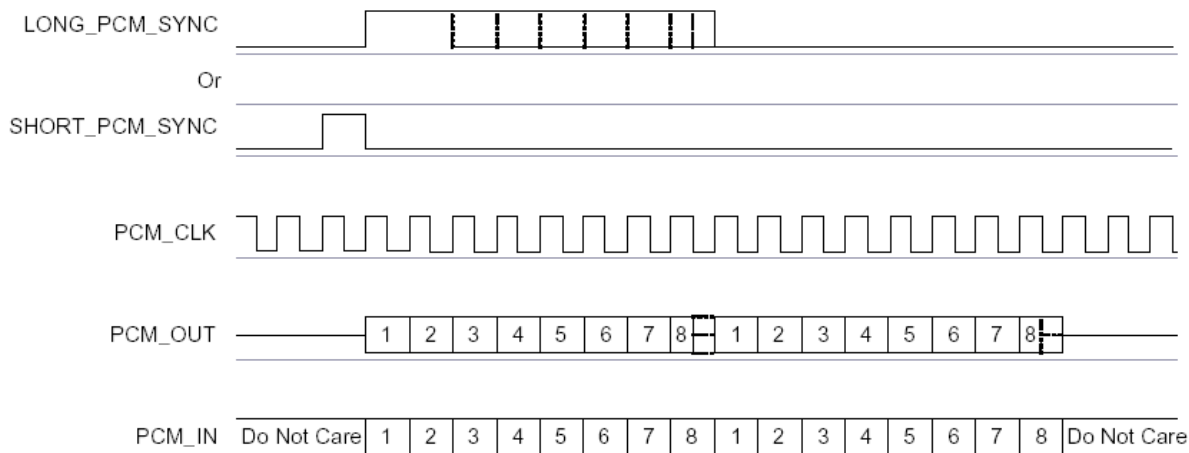 LONG_PCM_SYNC
Or
SHORT_PCM_SYNC
PCM_CLK
PCM_OUT 1 2 3 4 5 6 7 8 1 2 3 4 5 6 7 8
PCM_IN Do Not Care 1 2 3 4 5 6 7 8 1 2 3 4 5 6 7 8 Do Not Care